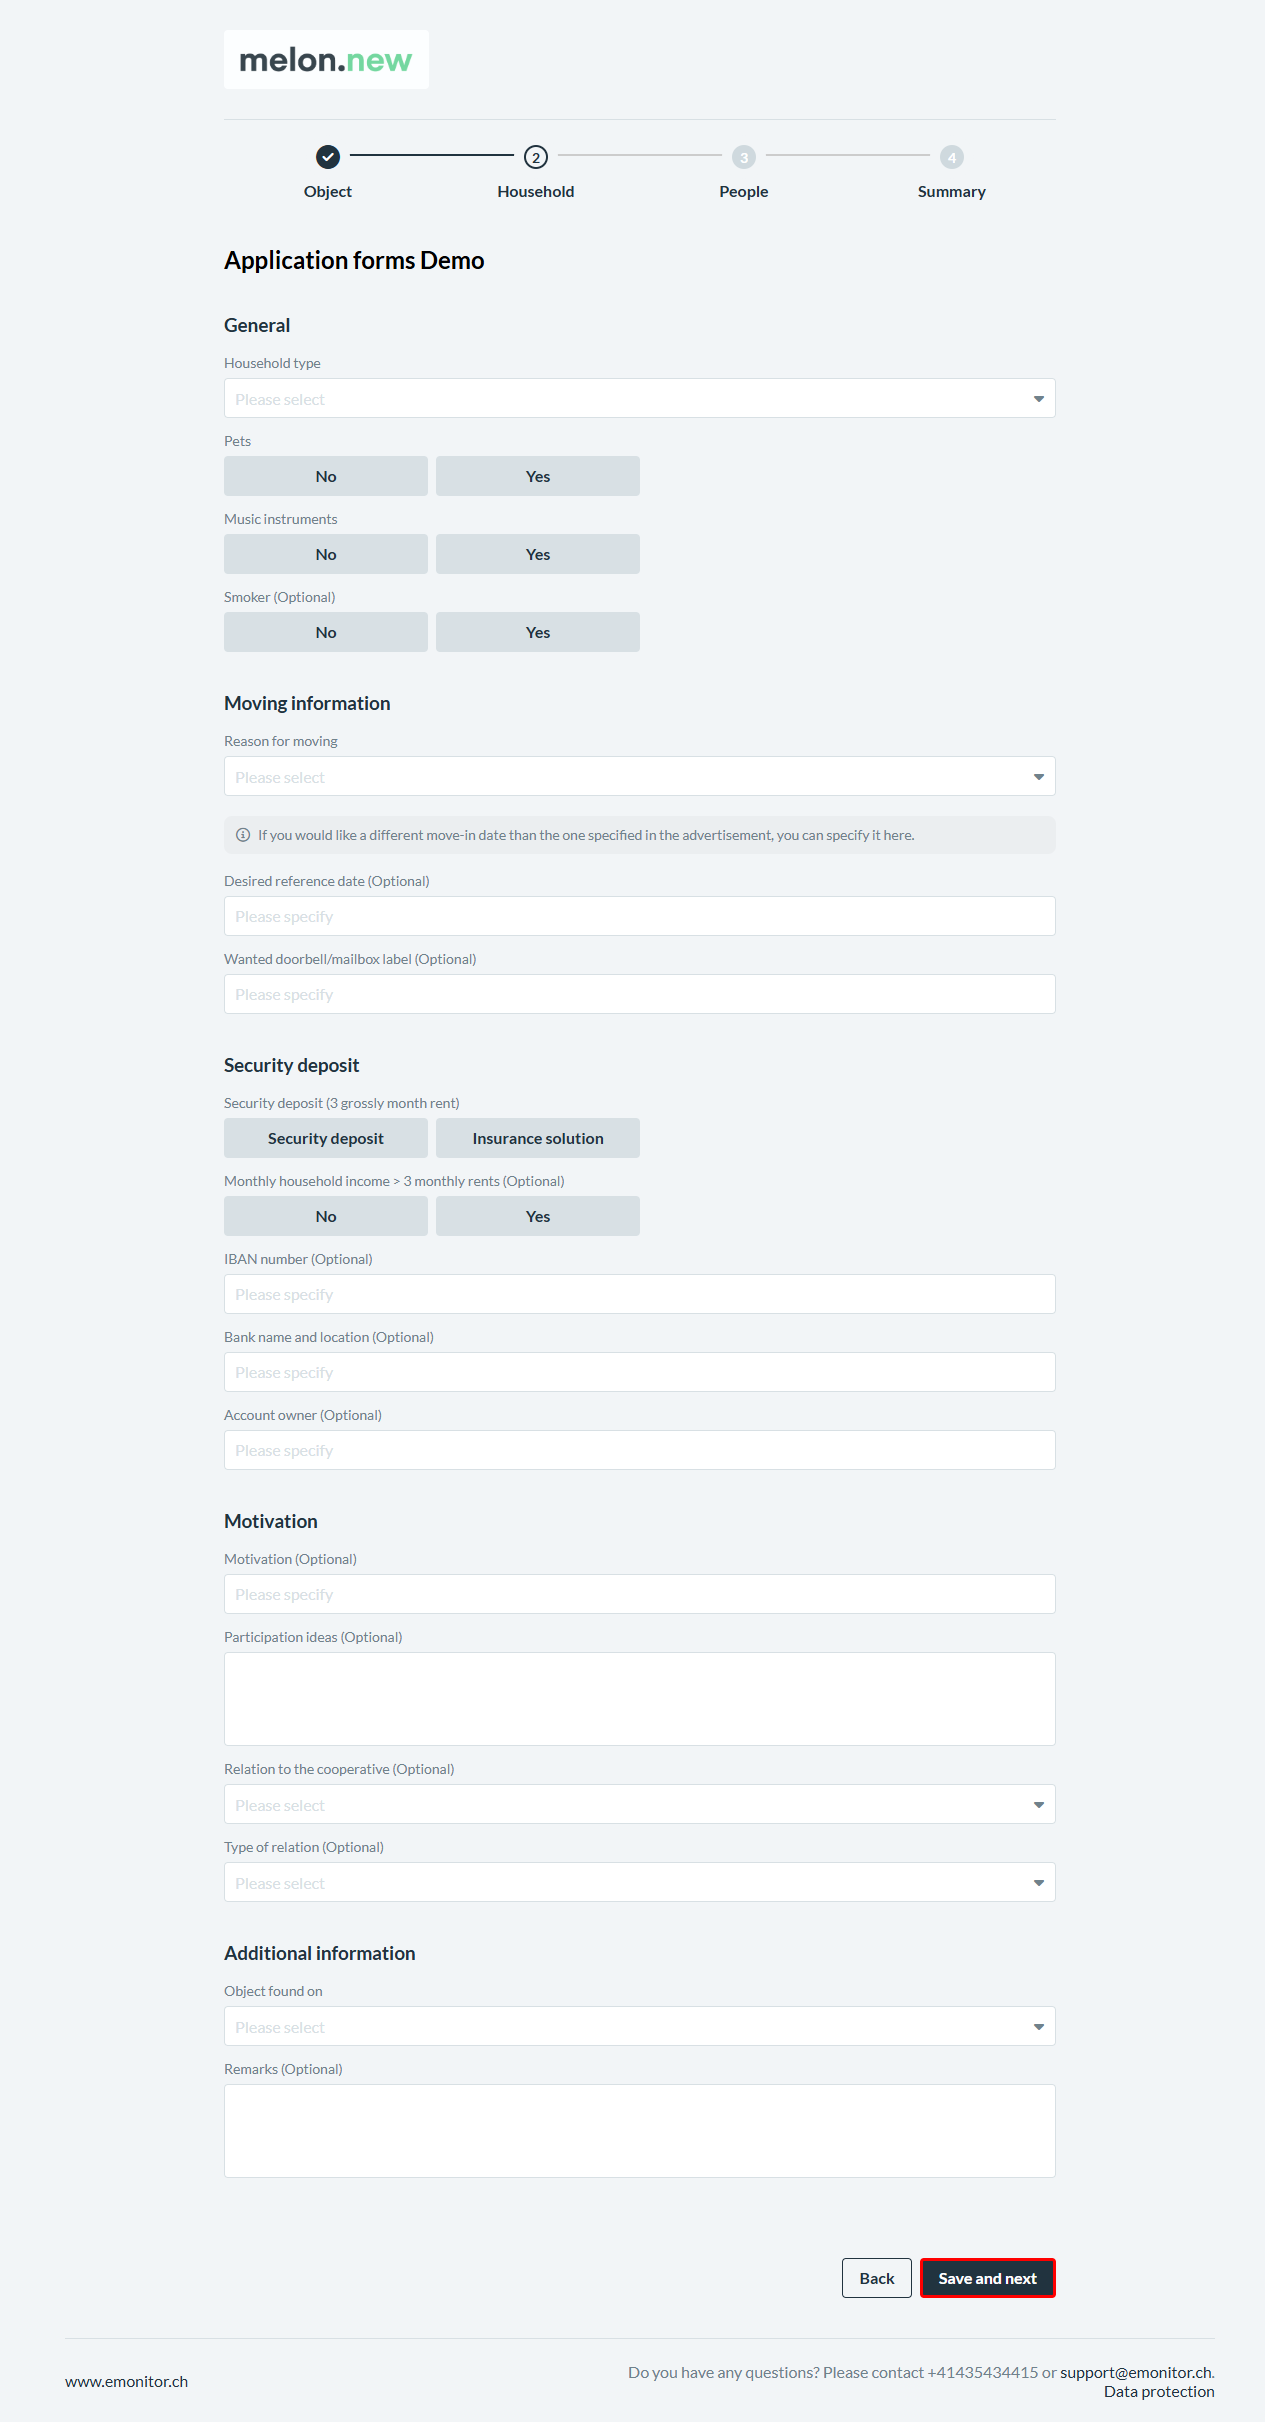 melon.new
2
3
4
Object
Household
People
Summary
Application forms Demo
General
Household type
Please select
Pets
No
Yes
Music instruments
No
Yes
Smoker (Optional)
No
Yes
Moving information
Reason for moving
Please select
If you would like a different move-in date than the one specified in the advertisement, you can specify it here.
Desired reference date (Optional)
Please specify
Wanted doorbell/mailbox label (Optional)
Please specify
Security deposit
Security deposit (3 grossly month rent)
Security deposit
Insurance solution
Monthly household income > 3 monthly rents (Optional)
No
Yes
IBAN number (Optional)
Please specify
Bank name and location (Optional)
Please specify
Account owner (Optional)
Please specify
Motivation
Motivation (Optional)
Please specify
Participation ideas (Optional)
Relation to the cooperative (Optional)
Please select
Type of relation (Optional)
Please select
Additional information
Object found on
Please select
Remarks (Optional)
Back
Save and next
www.emonitor.ch
Do you have any questions? Please contact +41435434415 or support@emonitor.ch.
Data protection